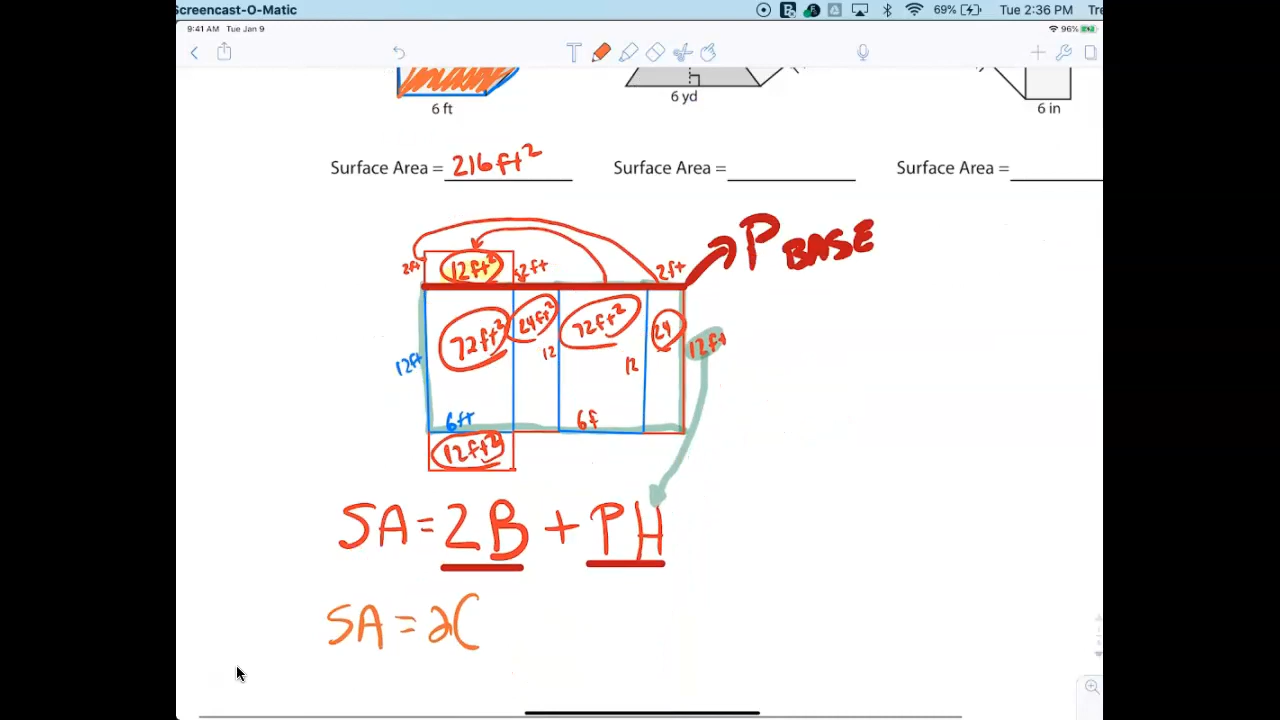 Screencast-O-Matic
69%
Tue 2:36 PM
Tre
9:41 AM Tue Jan 9
96%
T
6 ft
6 yd
6 in
Surface Area = 216ft²
Surface Area =
Surface Area =
P BASE
2ft
12ft²
2ft
2ft
72ft²
24ft²
72ft²
24
12ft
12ft
12
12
6ft
6f
12ft²
SA = 2B + PH
SA = 2(